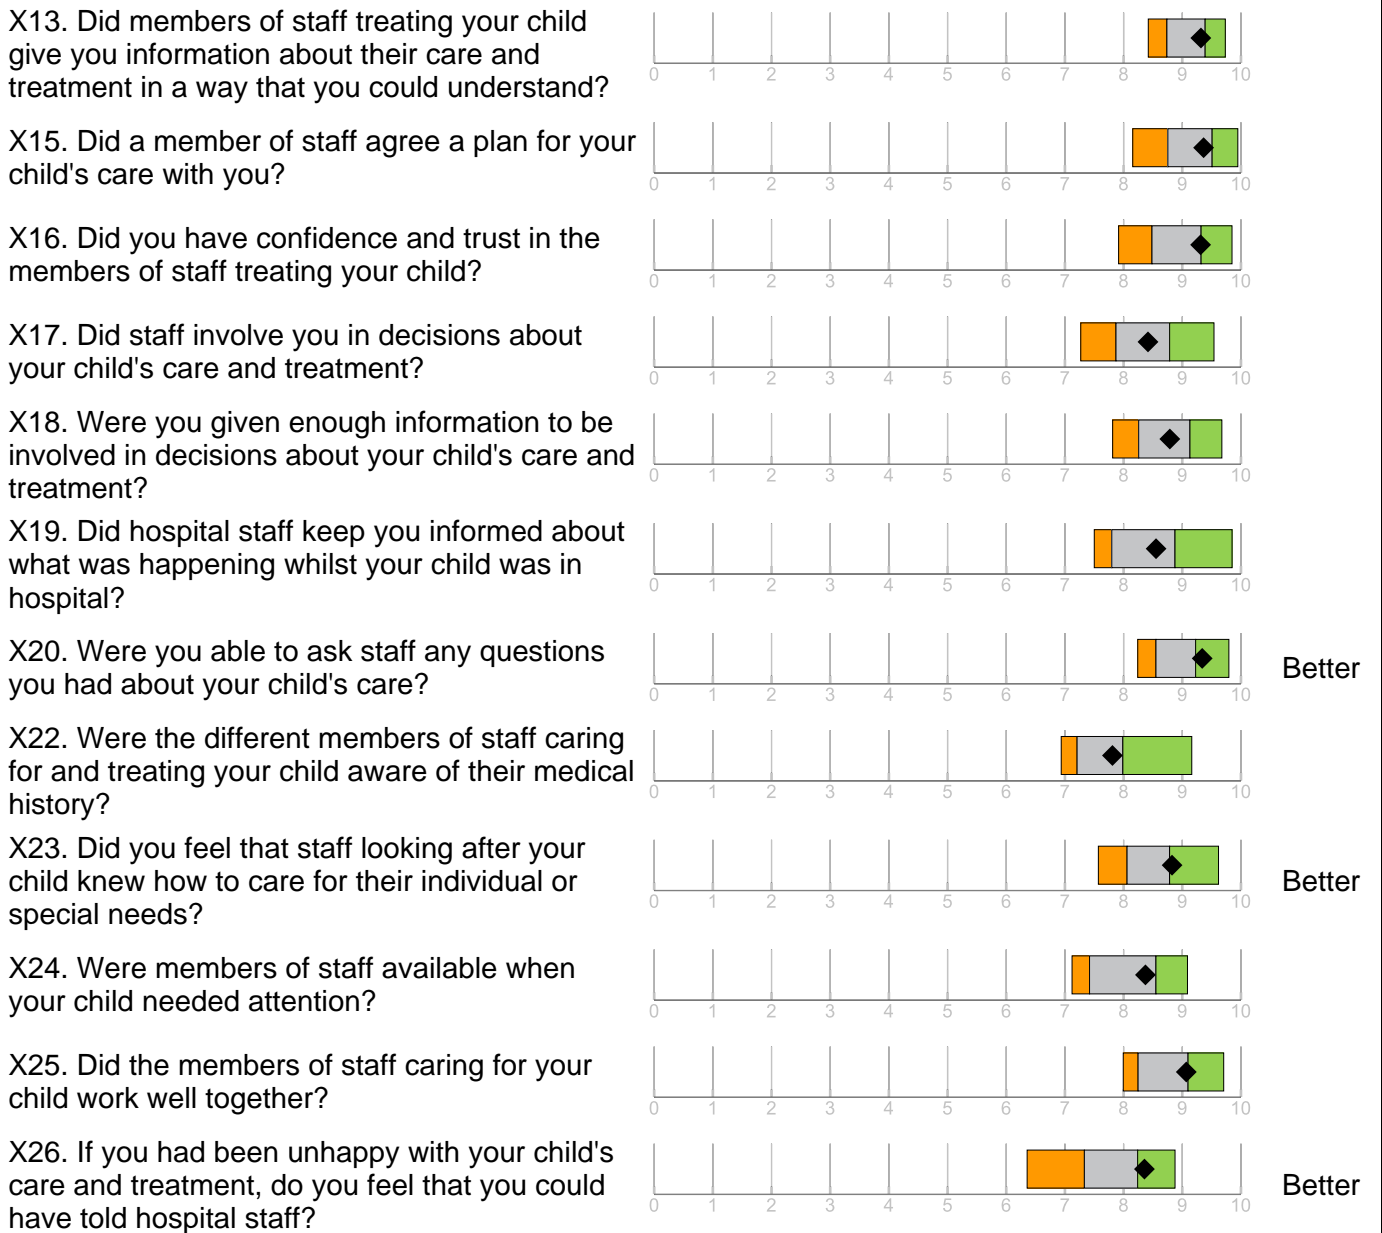 X13. Did members of staff treating your child
give you information about their care and
treatment in a way that you could understand?
0 1 2 3 4 5 6 7 8 9 10
X15. Did a member of staff agree a plan for your
child's care with you?
0 1 2 3 4 5 6 7 8 9 10
X16. Did you have confidence and trust in the
members of staff treating your child?
0 1 2 3 4 5 6 7 8 9 10
X17. Did staff involve you in decisions about
your child's care and treatment?
0 1 2 3 4 5 6 7 8 9 10
X18. Were you given enough information to be
involved in decisions about your child's care and
treatment?
0 1 2 3 4 5 6 7 8 9 10
X19. Did hospital staff keep you informed about
what was happening whilst your child was in
hospital?
0 1 2 3 4 5 6 7 8 9 10
X20. Were you able to ask staff any questions
you had about your child's care?
0 1 2 3 4 5 6 7 8 9 10
Better
X22. Were the different members of staff caring
for and treating your child aware of their medical
history?
0 1 2 3 4 5 6 7 8 9 10
X23. Did you feel that staff looking after your
child knew how to care for their individual or
special needs?
0 1 2 3 4 5 6 7 8 9 10
Better
X24. Were members of staff available when
your child needed attention?
0 1 2 3 4 5 6 7 8 9 10
X25. Did the members of staff caring for your
child work well together?
0 1 2 3 4 5 6 7 8 9 10
X26. If you had been unhappy with your child's
care and treatment, do you feel that you could
have told hospital staff?
0 1 2 3 4 5 6 7 8 9 10
Better